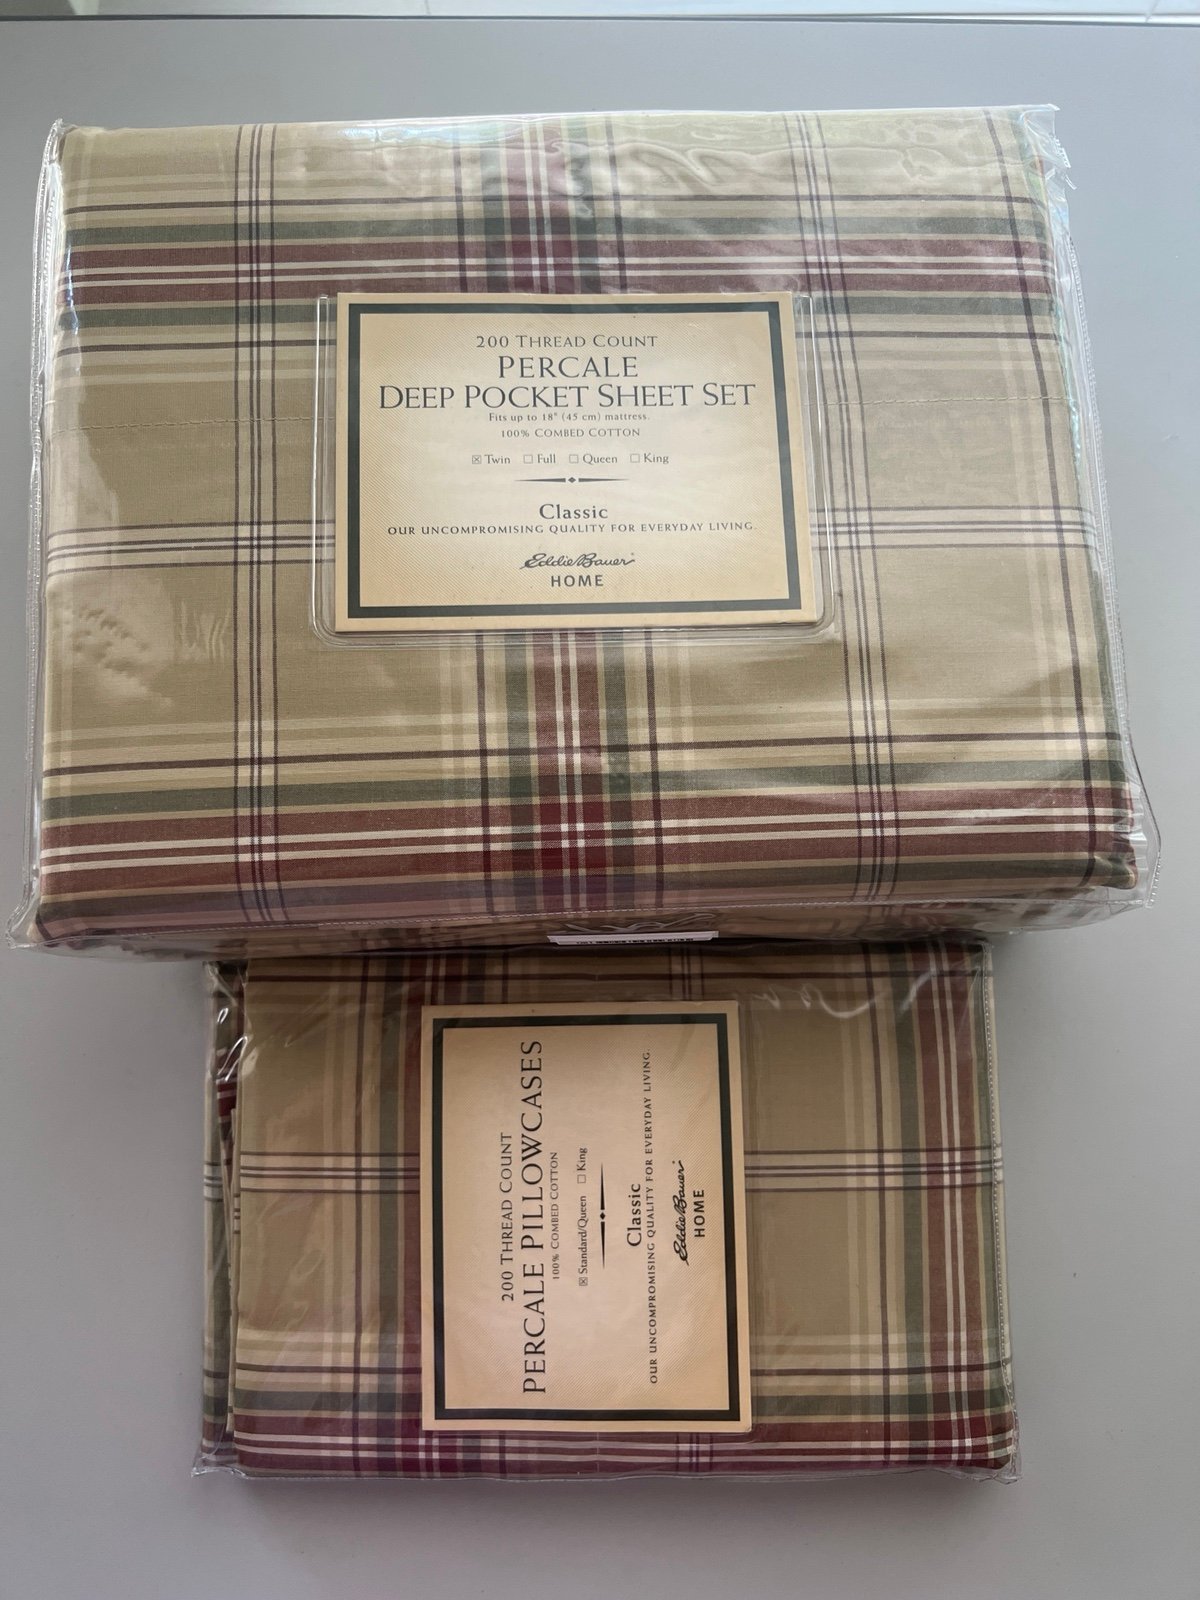 200 THREAD COUNT
PERCALE
DEEP POCKET SHEET SET
Fits up to 18" (45 cm) mattress.
100% COMBED COTTON
☒ Twin ☐ Full ☐ Queen ☐ King
Classic
OUR UNCOMPROMISING QUALITY FOR EVERYDAY LIVING.
Eddie Bauer
HOME
200 THREAD COUNT
PERCALE PILLOWCASES
100% COMBED COTTON
☒ Standard/Queen ☐ King
Classic
OUR UNCOMPROMISING QUALITY FOR EVERYDAY LIVING.
Eddie Bauer
HOME